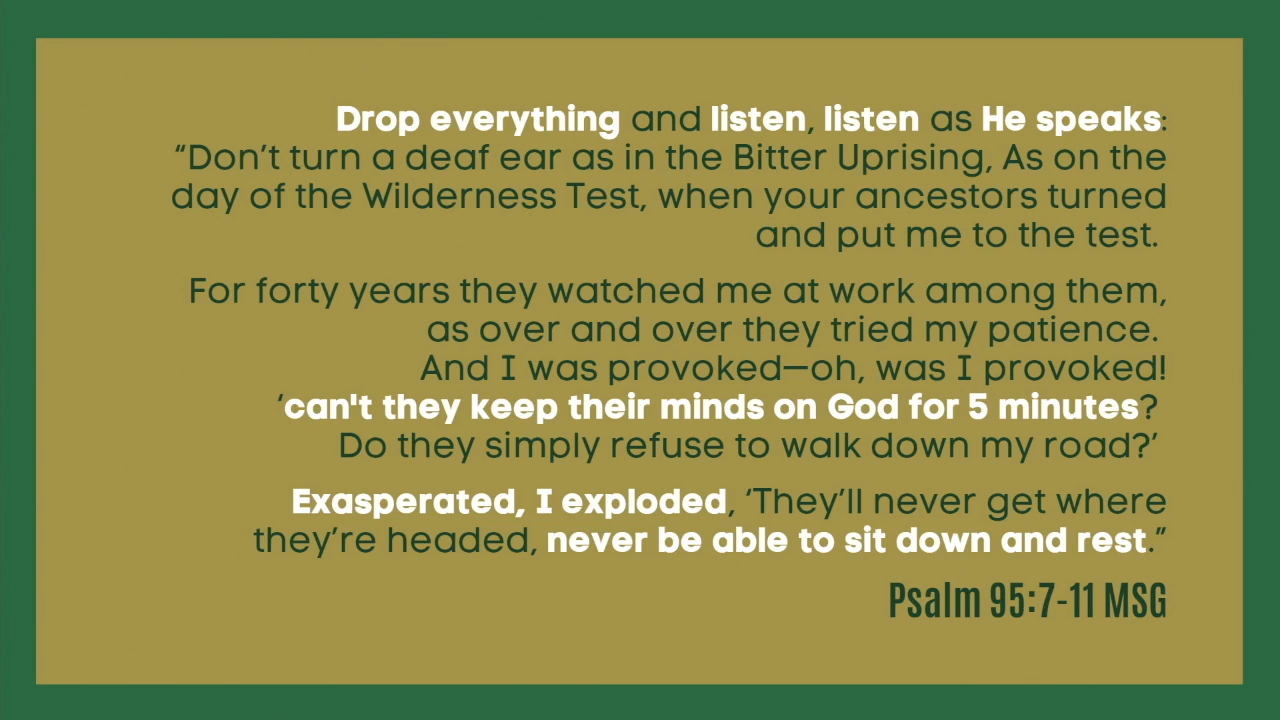 Drop everything and listen, listen as He speaks:
“Don’t turn a deaf ear as in the Bitter Uprising, As on the
day of the Wilderness Test, when your ancestors turned
and put me to the test.
For forty years they watched me at work among them,
as over and over they tried my patience.
And I was provoked—oh, was I provoked!
‘can't they keep their minds on God for 5 minutes?
Do they simply refuse to walk down my road?’
Exasperated, I exploded, ‘They’ll never get where
they’re headed, never be able to sit down and rest.”
Psalm 95:7-11 MSG